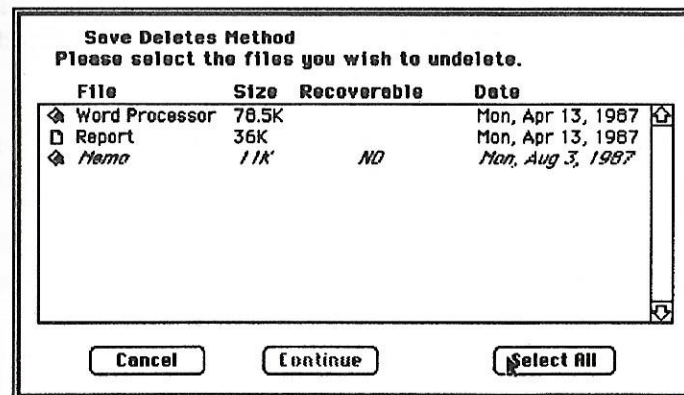 Save Deletes Method
Please select the files you wish to undelete.
File Size Recoverable Date
Word Processor 78.5K Mon, Apr 13, 1987
Report 36K Mon, Apr 13, 1987
Memo 11K NO Mon, Aug 3, 1987
Cancel Continue Select All